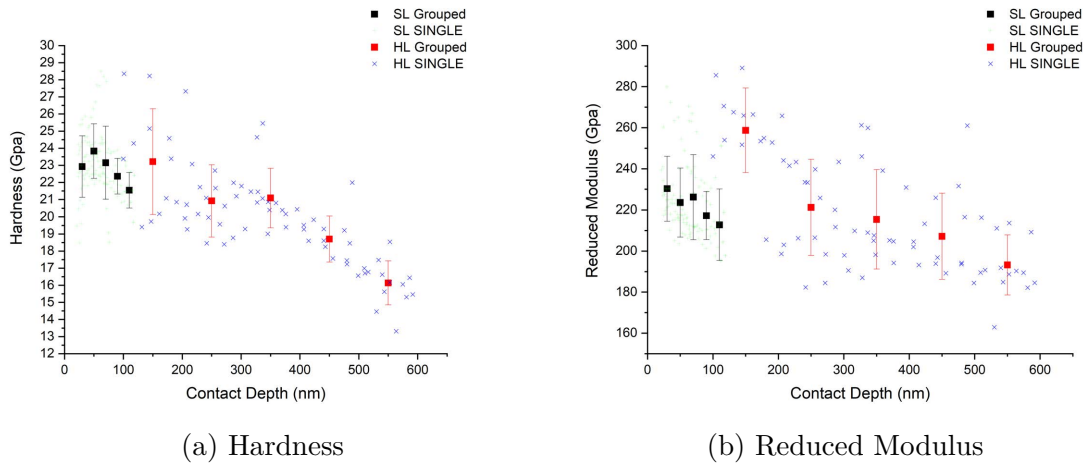 SL Grouped
SL SINGLE
HL Grouped
HL SINGLE
30
29
28
27
26
25
24
23
22
21
20
19
18
17
16
15
14
13
12
Hardness (Gpa)
0 100 200 300 400 500 600
Contact Depth (nm)
(a) Hardness
SL Grouped
SL SINGLE
HL Grouped
HL SINGLE
300
280
260
240
220
200
180
160
Reduced Modulus (Gpa)
0 100 200 300 400 500 600
Contact Depth (nm)
(b) Reduced Modulus